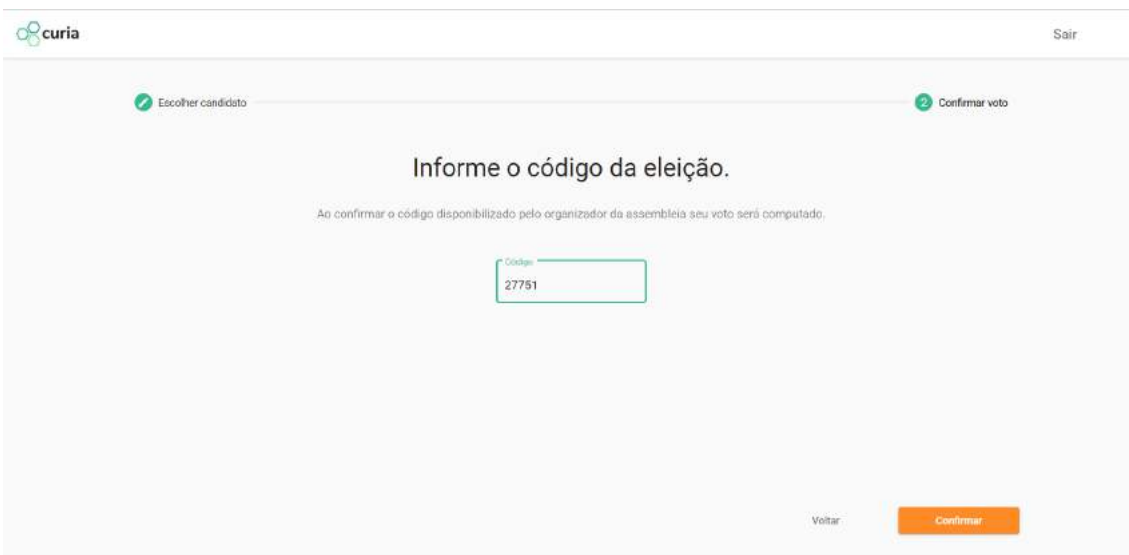 curia
Sair
Escolher candidato
2 Confirmar voto
Informe o código da eleição.
Ao confirmar o código disponibilizado pelo organizador da assembleia seu voto será computado.
Código
27751
Voltar
Confirmar